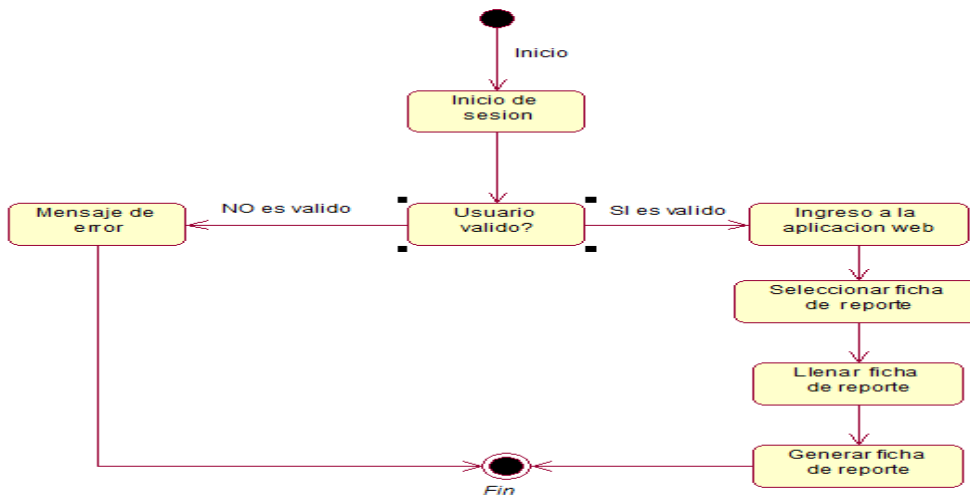 Inicio
Inicio de
sesion
Mensaje de
error
NO es valido
Usuario
valido?
SI es valido
Ingreso a la
aplicacion web
Seleccionar ficha
de reporte
Llenar ficha
de reporte
Generar ficha
de reporte
Fin